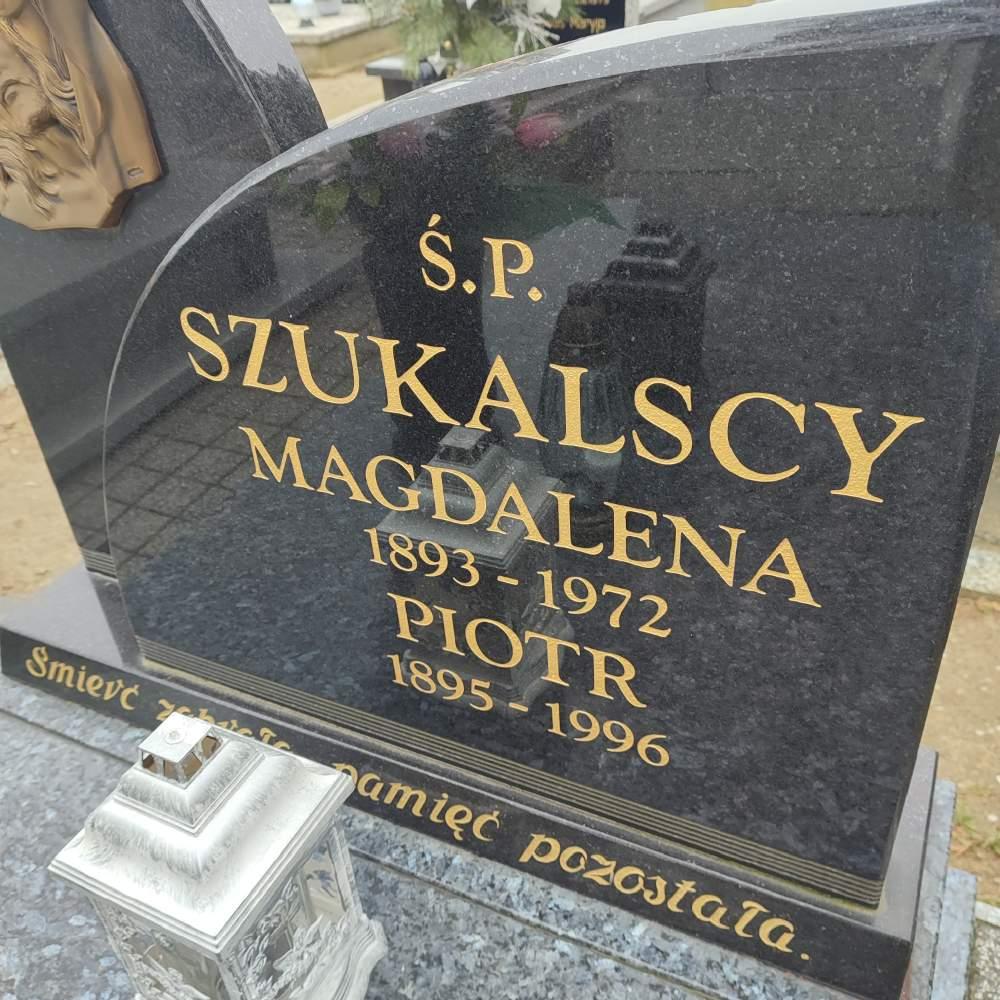 Ś.P.
SZUKALSCY
MAGDALENA
1893 - 1972
PIOTR
1895 - 1996
Śmierć pamięć pozostała.